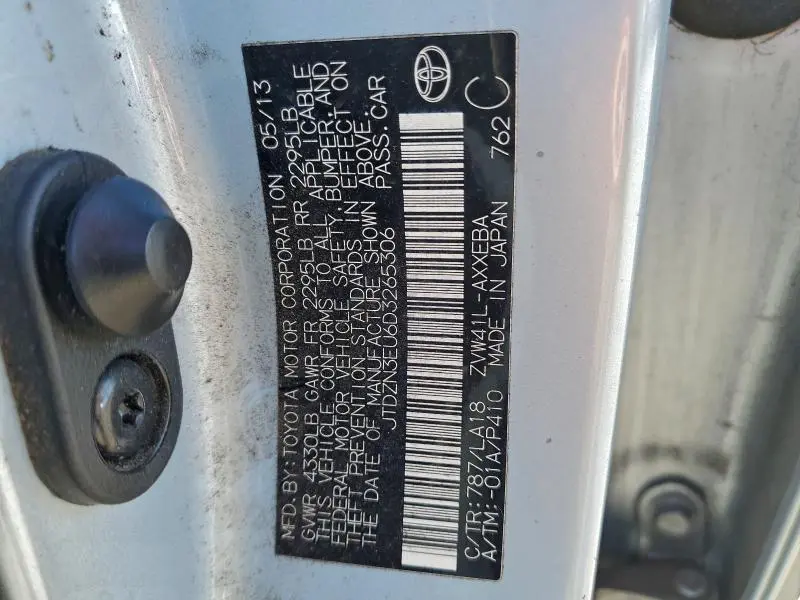 MFD.BY:TOYOTA MOTOR CORPORATION 05/13
GVWR 4330LB GAWR FR 2295LB RR 2295LB
THIS VEHICLE CONFORMS TO ALL APPLICABLE
FEDERAL MOTOR VEHICLE SAFETY, BUMPER, AND
THEFT PREVENTION STANDARDS IN EFFECT ON
THE DATE OF MANUFACTURE SHOWN ABOVE.
JTDZN3EU6D3265306 PASS.CAR
C/TR:787/LA18 ZVW41L-AXXEBA 762 C
A/TM:-01A/P410 MADE IN JAPAN